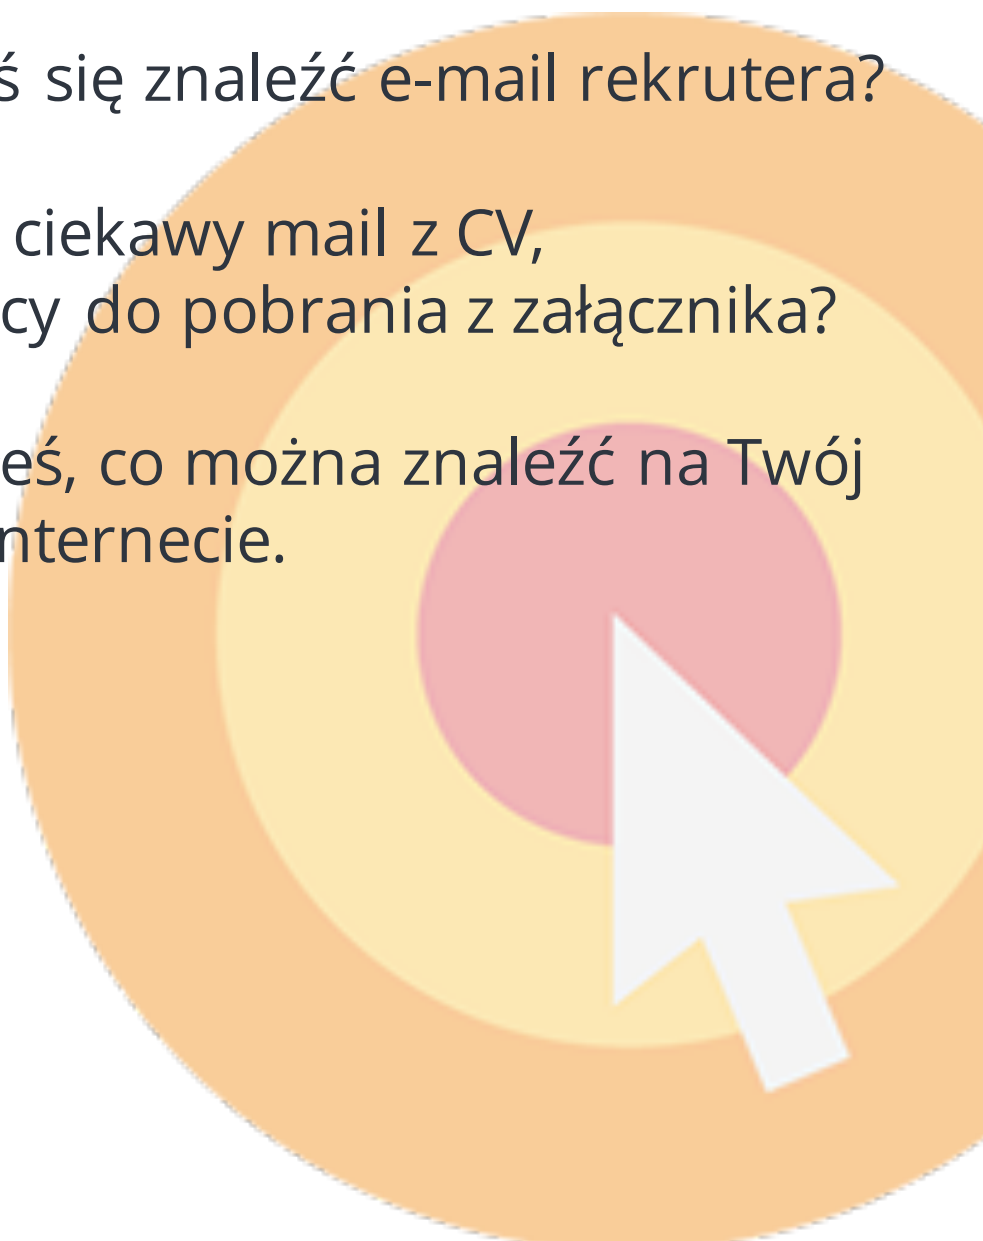 ś się znaleźć e-mail rekrutera?
ciekawy mail z CV,
cy do pobrania z załącznika?
eś, co można znaleźć na Twój
nternecie.